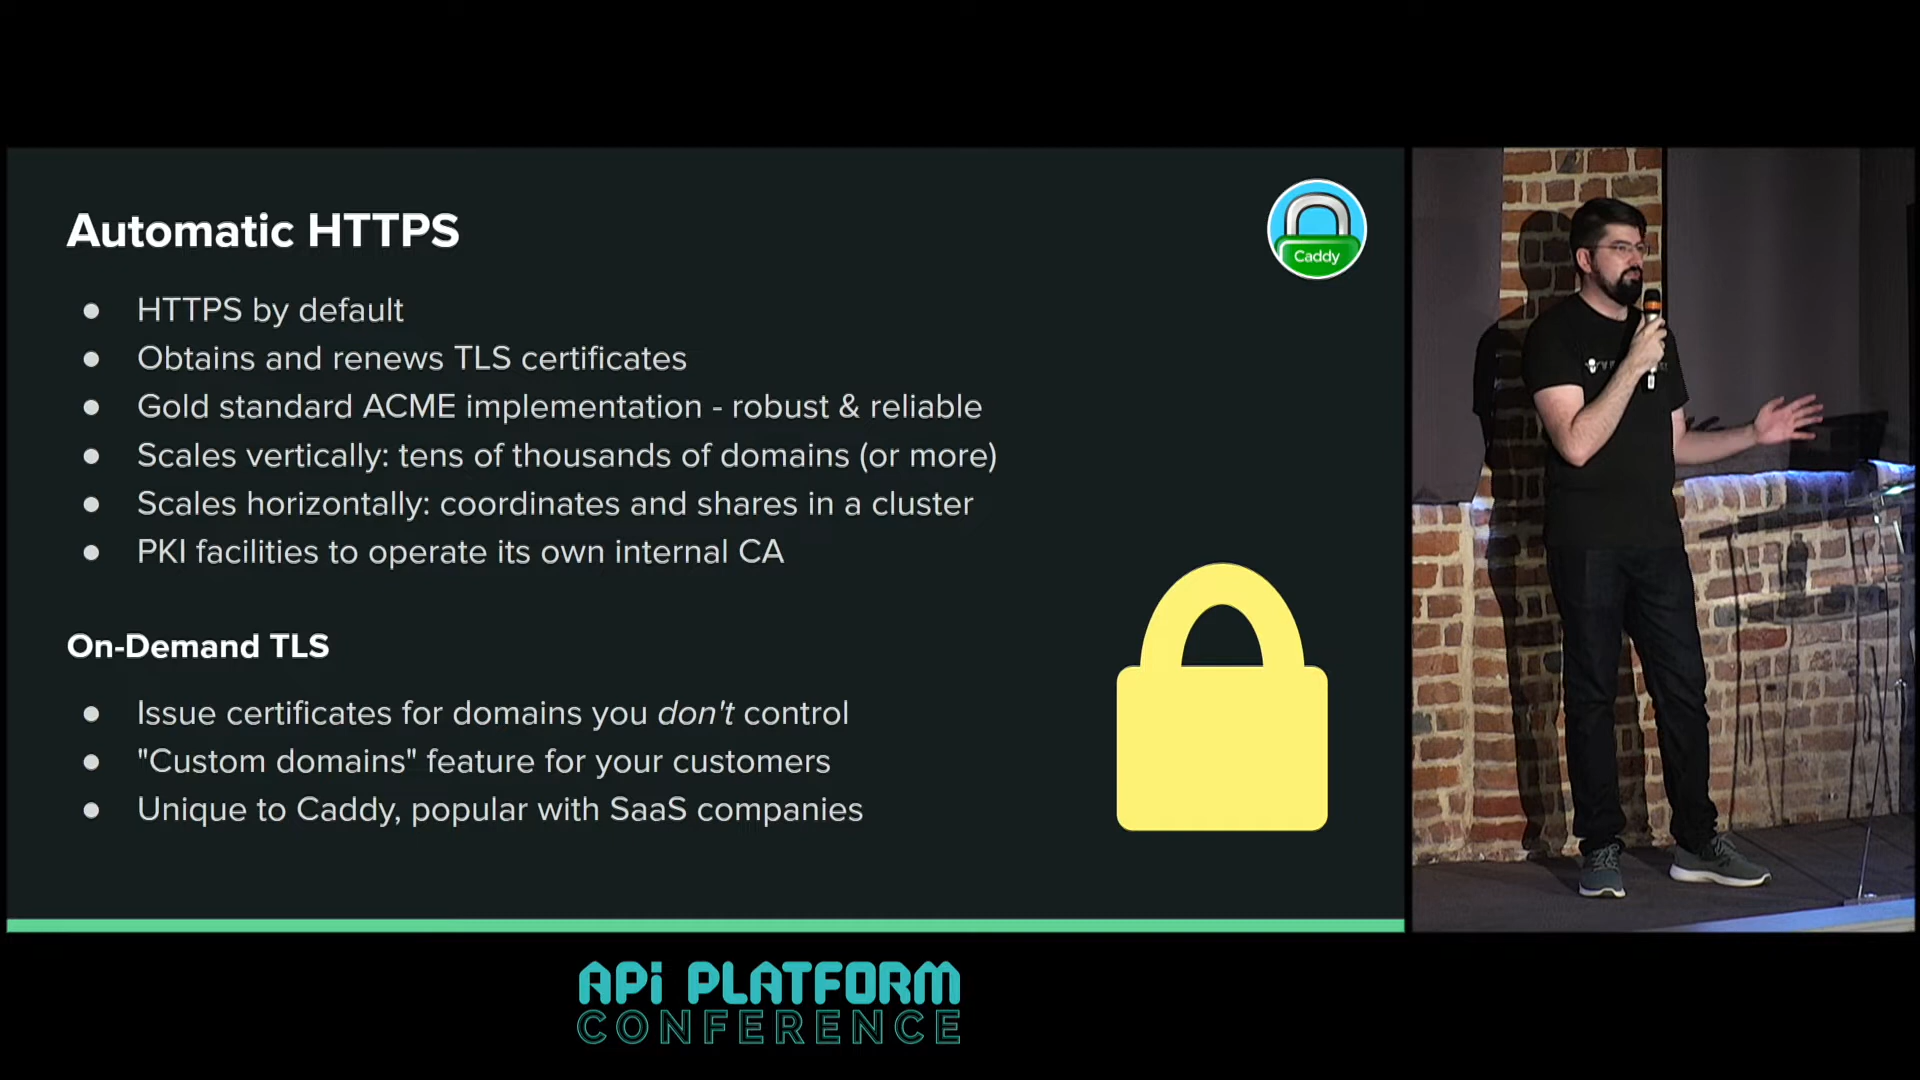 Automatic HTTPS
Caddy
● HTTPS by default
● Obtains and renews TLS certificates
● Gold standard ACME implementation - robust & reliable
● Scales vertically: tens of thousands of domains (or more)
● Scales horizontally: coordinates and shares in a cluster
● PKI facilities to operate its own internal CA
On-Demand TLS
● Issue certificates for domains you don't control
● "Custom domains" feature for your customers
● Unique to Caddy, popular with SaaS companies
APi PLATFORM
CONFERENCE